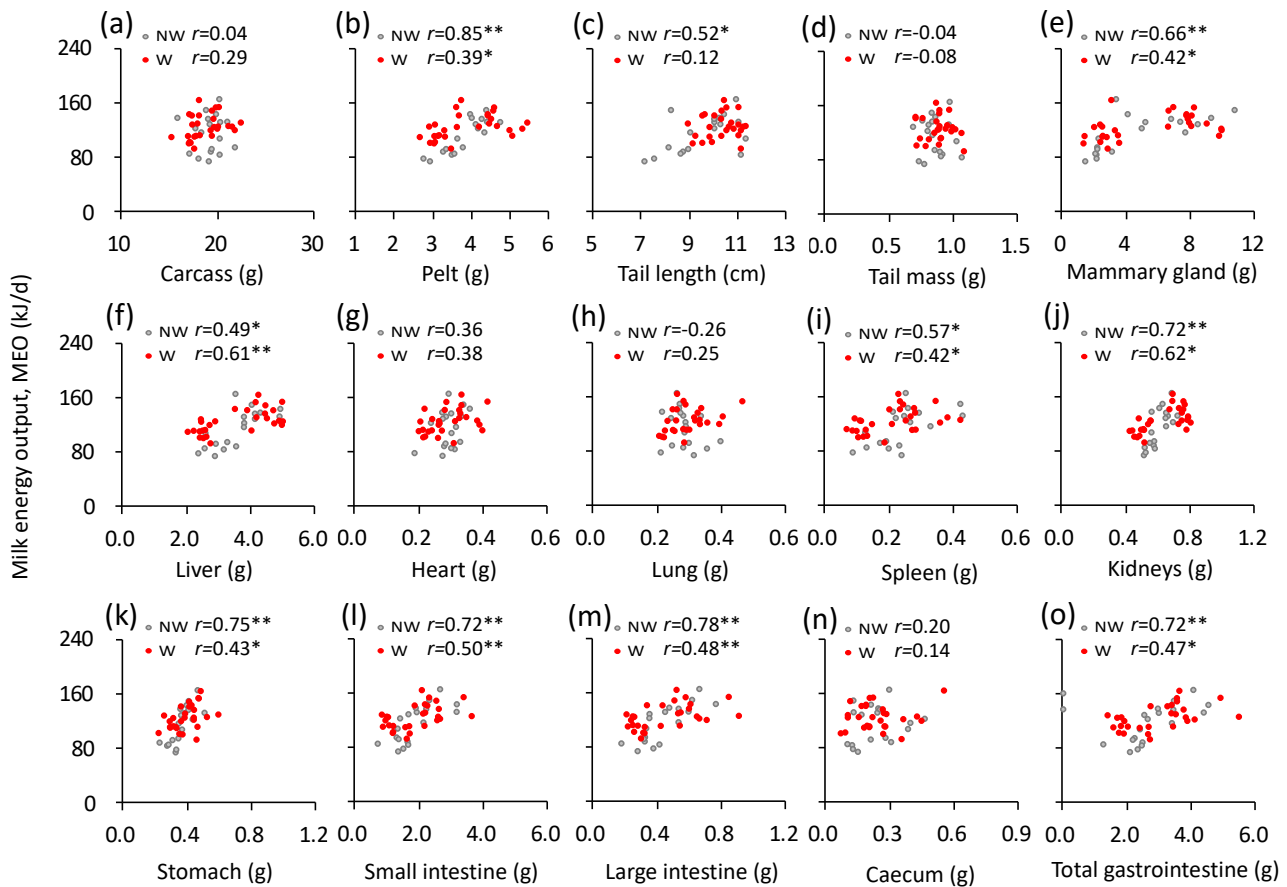 Milk energy output, MEO (kJ/d)
(a) NW r=0.04
W r=0.29
240
160
80
0
10 20 30
Carcass (g)
(b) NW r=0.85**
W r=0.39*
1 2 3 4 5 6
Pelt (g)
(c) NW r=0.52*
W r=0.12
5 7 9 11 13
Tail length (cm)
(d) NW r=-0.04
W r=-0.08
0.0 0.5 1.0 1.5
Tail mass (g)
(e) NW r=0.66**
W r=0.42*
0 4 8 12
Mammary gland (g)
(f) NW r=0.49*
W r=0.61**
240
160
80
0
0.0 2.0 4.0 6.0
Liver (g)
(g) NW r=0.36
W r=0.38
0.0 0.2 0.4 0.6
Heart (g)
(h) NW r=-0.26
W r=0.25
0.0 0.2 0.4 0.6
Lung (g)
(i) NW r=0.57*
W r=0.42*
0.0 0.2 0.4 0.6
Spleen (g)
(j) NW r=0.72**
W r=0.62*
0.0 0.4 0.8 1.2
Kidneys (g)
(k) NW r=0.75**
W r=0.43*
240
160
80
0
0.0 0.4 0.8 1.2
Stomach (g)
(l) NW r=0.72**
W r=0.50**
0.0 1.0 2.0 3.0 4.0
Small intestine (g)
(m) NW r=0.78**
W r=0.48**
0.0 0.4 0.8 1.2
Large intestine (g)
(n) NW r=0.20
W r=0.14
0.0 0.3 0.6 0.9
Caecum (g)
(o) NW r=0.72**
W r=0.47*
0.0 2.0 4.0 6.0
Total gastrointestine (g)